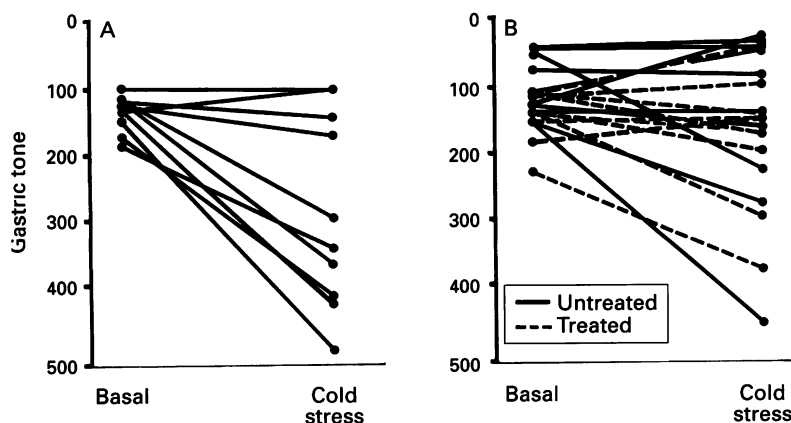 A
0
100
200
300
400
500
Gastric tone
Basal
Cold
stress
B
0
100
200
300
400
500
Untreated
Treated
Basal
Cold
stress